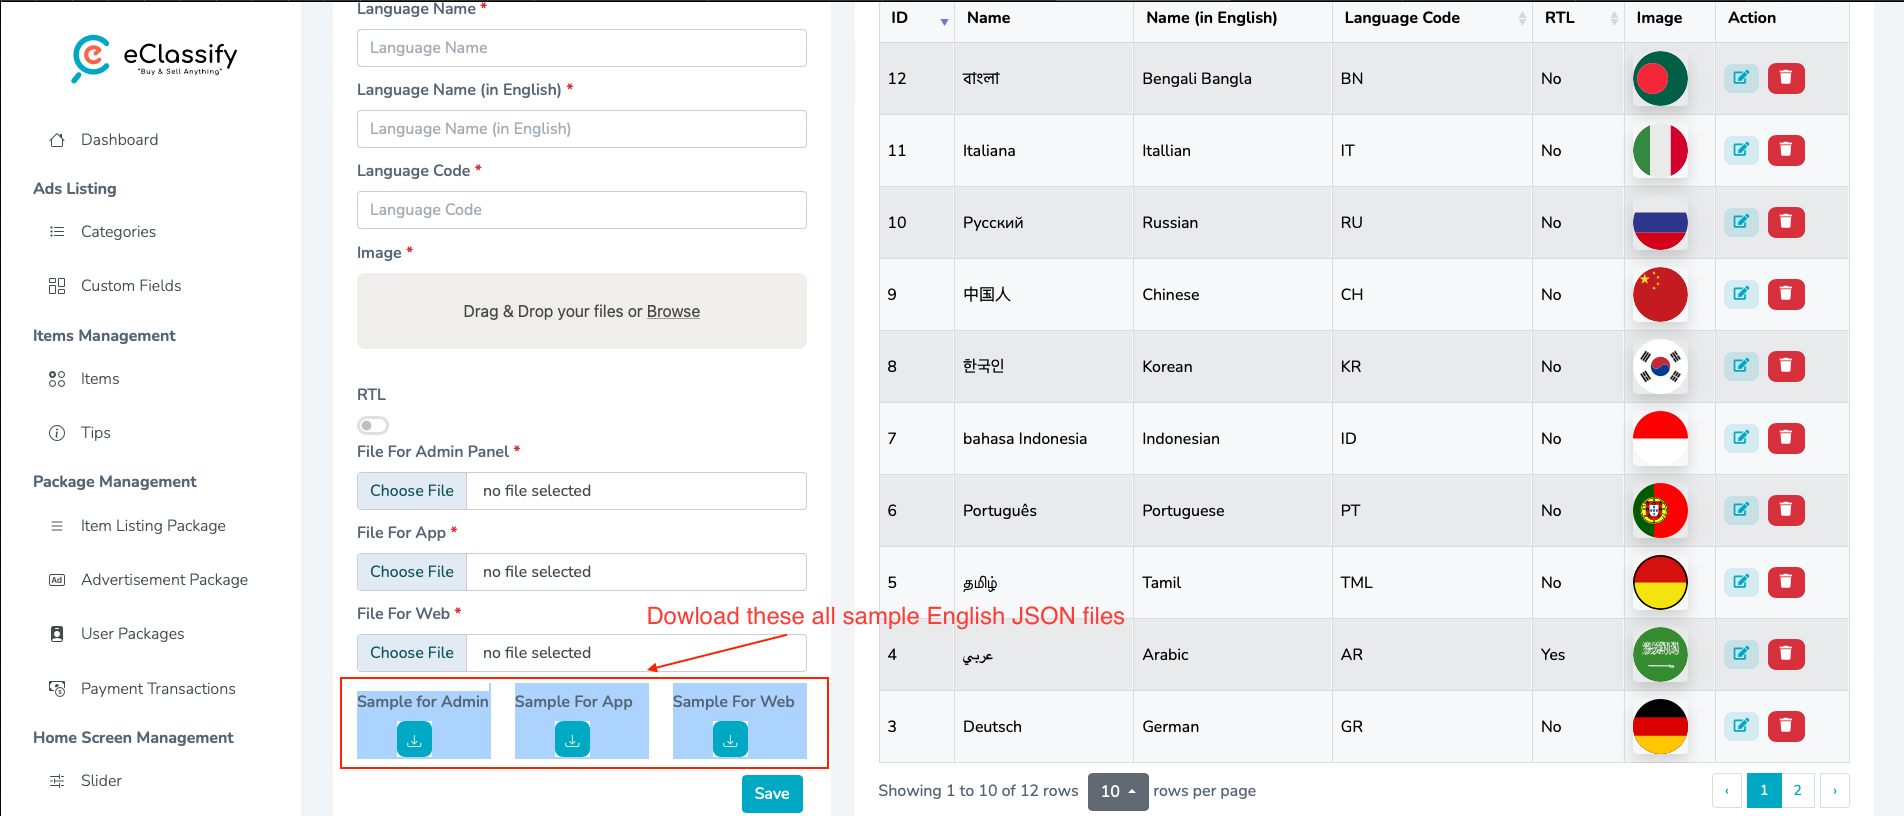 eClassify
"Buy & Sell Anything"
Dashboard
Ads Listing
Categories
Custom Fields
Items Management
Items
Tips
Package Management
Item Listing Package
Ad
Advertisement Package
User Packages
Payment Transactions
Home Screen Management
Slider
Language Name *
Language Name
Language Name (in English) *
Language Name (in English)
Language Code *
Language Code
Image *
Drag & Drop your files or Browse
RTL
File For Admin Panel *
Choose File no file selected
File For App *
Choose File no file selected
File For Web *
Choose File no file selected
Dowload these all sample English JSON files
Sample for Admin Sample For App Sample For Web
Save
ID Name Name (in English) Language Code RTL Image Action
12 বাংলা Bengali Bangla BN No
11 Italiana Itallian IT No
10 Русский Russian RU No
9 中国人 Chinese CH No
8 한국인 Korean KR No
7 bahasa Indonesia Indonesian ID No
6 Português Portuguese PT No
5 தமிழ் Tamil TML No
4 عربي Arabic AR Yes
3 Deutsch German GR No
Showing 1 to 10 of 12 rows 10 rows per page
‹ 1 2 ›